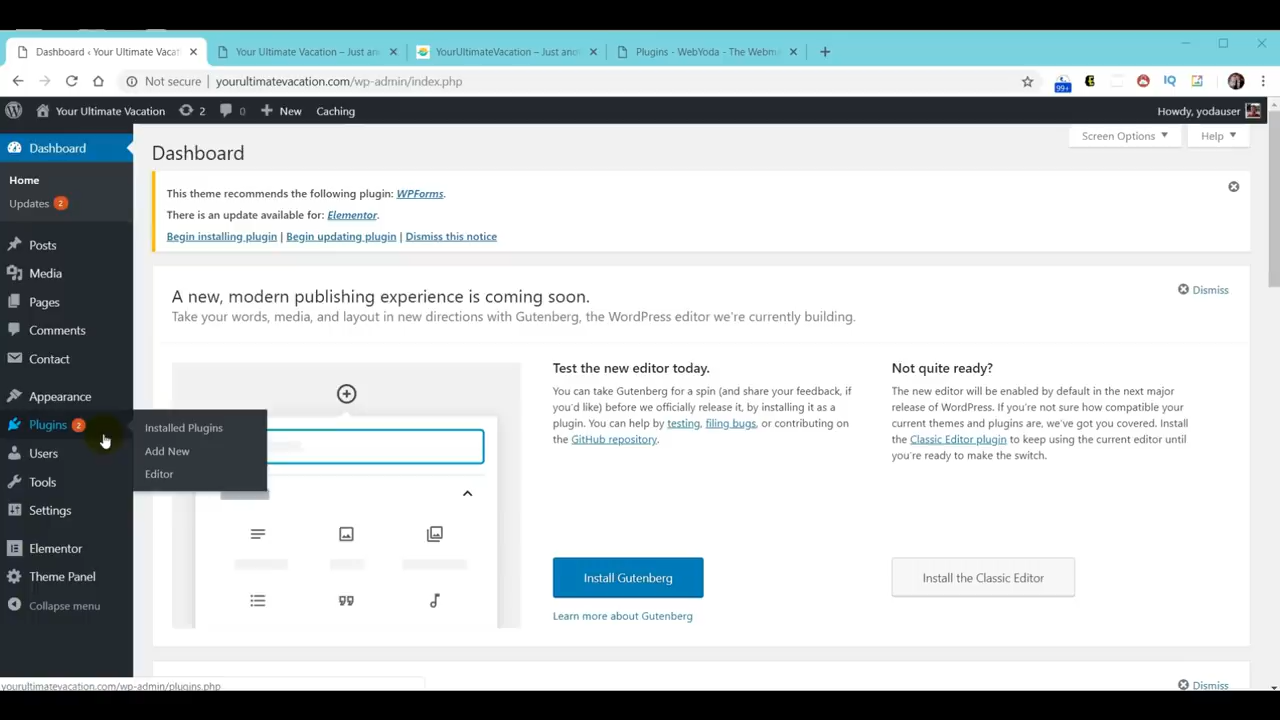 Dashboard ‹ Your Ultimate Vacati
Your Ultimate Vacation – Just an
YourUltimateVacation – Just anot
Plugins - WebYoda - The Webma
Not secure
yourultimatevacation.com/wp-admin/index.php
99+
IQ
Your Ultimate Vacation
2
0
New
Caching
Howdy, yodauser
Dashboard
Home
Updates 2
Posts
Media
Pages
Comments
Contact
Appearance
Plugins 2
Installed Plugins
Add New
Editor
Users
Tools
Settings
Elementor
Theme Panel
Collapse menu
Screen Options
Help
Dashboard
This theme recommends the following plugin: WPForms.
There is an update available for: Elementor.
Begin installing plugin | Begin updating plugin | Dismiss this notice
A new, modern publishing experience is coming soon.
Dismiss
Take your words, media, and layout in new directions with Gutenberg, the WordPress editor we're currently building.
Test the new editor today.
You can take Gutenberg for a spin (and share your feedback, if
you'd like) before we officially release it, by installing it as a
plugin. You can help by testing, filing bugs, or contributing on
the GitHub repository.
Install Gutenberg
Learn more about Gutenberg
Not quite ready?
The new editor will be enabled by default in the next major
release of WordPress. If you're not sure how compatible your
current themes and plugins are, we've got you covered. Install
the Classic Editor plugin to keep using the current editor until
you're ready to make the switch.
Install the Classic Editor
Dismiss
yourultimatevacation.com/wp-admin/plugins.php